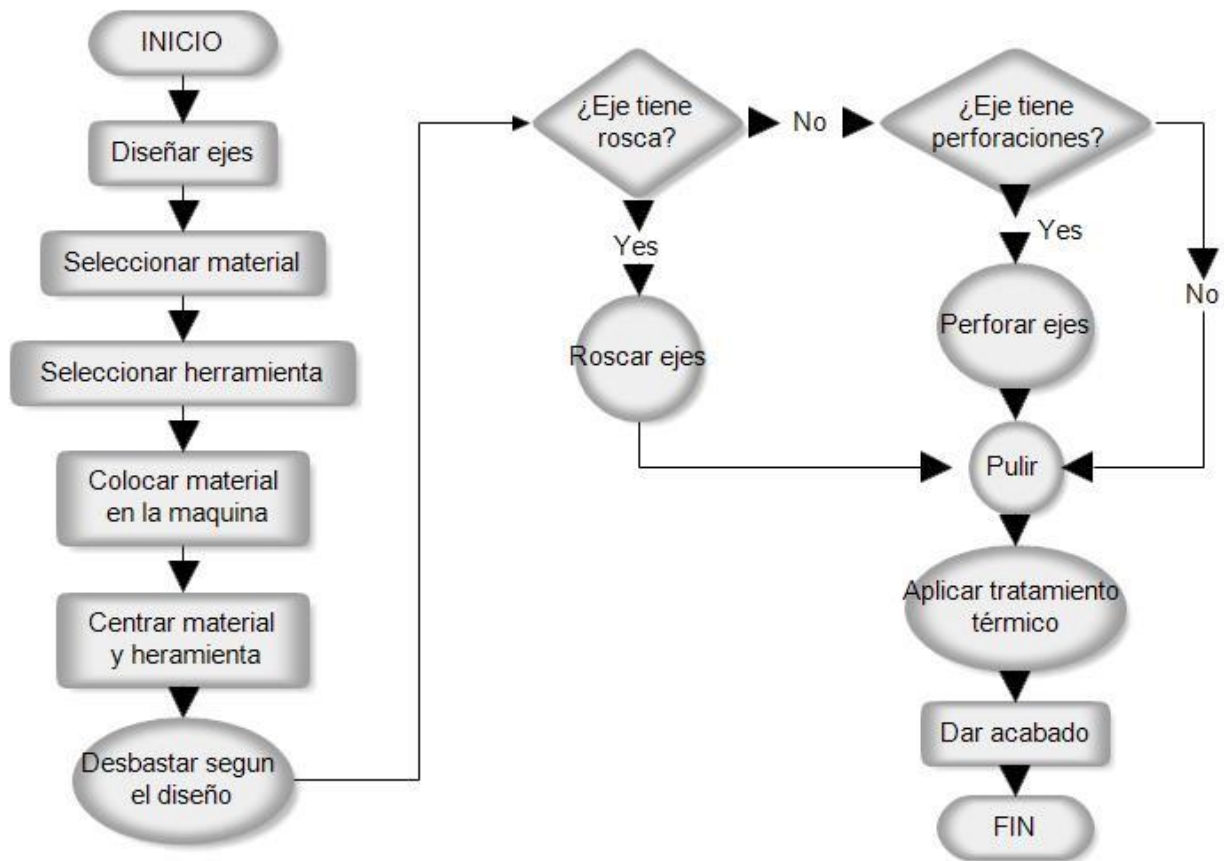 INICIO
Diseñar ejes
Seleccionar material
Seleccionar herramienta
Colocar material
en la maquina
Centrar material
y heramienta
Desbastar segun
el diseño
¿Eje tiene
rosca?
No
Yes
Roscar ejes
¿Eje tiene
perforaciones?
Yes
No
Perforar ejes
Pulir
Aplicar tratamiento
térmico
Dar acabado
FIN